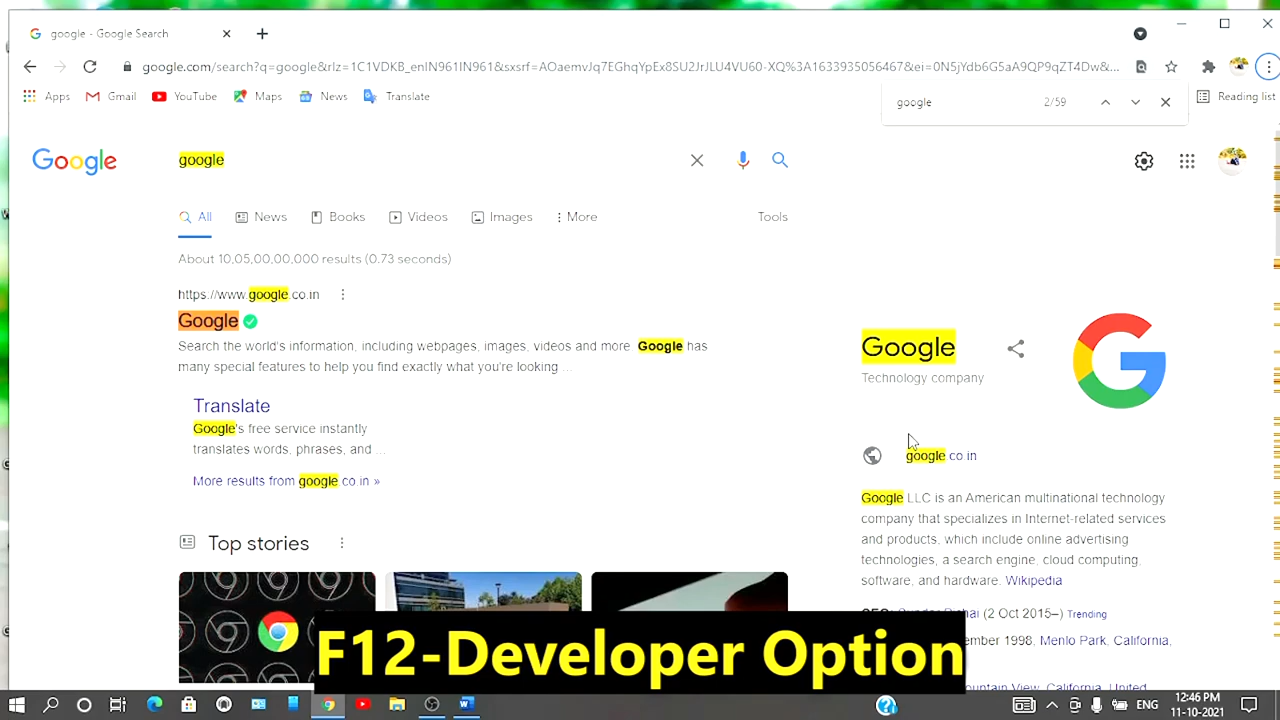 google - Google Search
google.com/search?q=google&rlz=1C1VDKB_enIN961IN961&sxsrf=AOaemvJq7EGhqYpEx8SU2JrJLU4VU60-XQ%3A1633935056467&ei=0N5jYdb6G5aA9QP9qZT4Dw&...
Apps Gmail YouTube Maps News Translate
google 2/59
Reading list
Google
google
All News Books Videos Images More Tools
About 10,05,00,00,000 results (0.73 seconds)
https://www.google.co.in
Google
Search the world's information, including webpages, images, videos and more. Google has
many special features to help you find exactly what you're looking ...
Translate
Google's free service instantly
translates words, phrases, and ...
More results from google.co.in »
Top stories
Google
Technology company
google.co.in
Google LLC is an American multinational technology
company that specializes in Internet-related services
and products, which include online advertising
technologies, a search engine, cloud computing,
software, and hardware. Wikipedia
(2 Oct 2015–) Trending
1998, Menlo Park, California,
View, California, United
F12-Developer Option
ENG
12:46 PM
11-10-2021